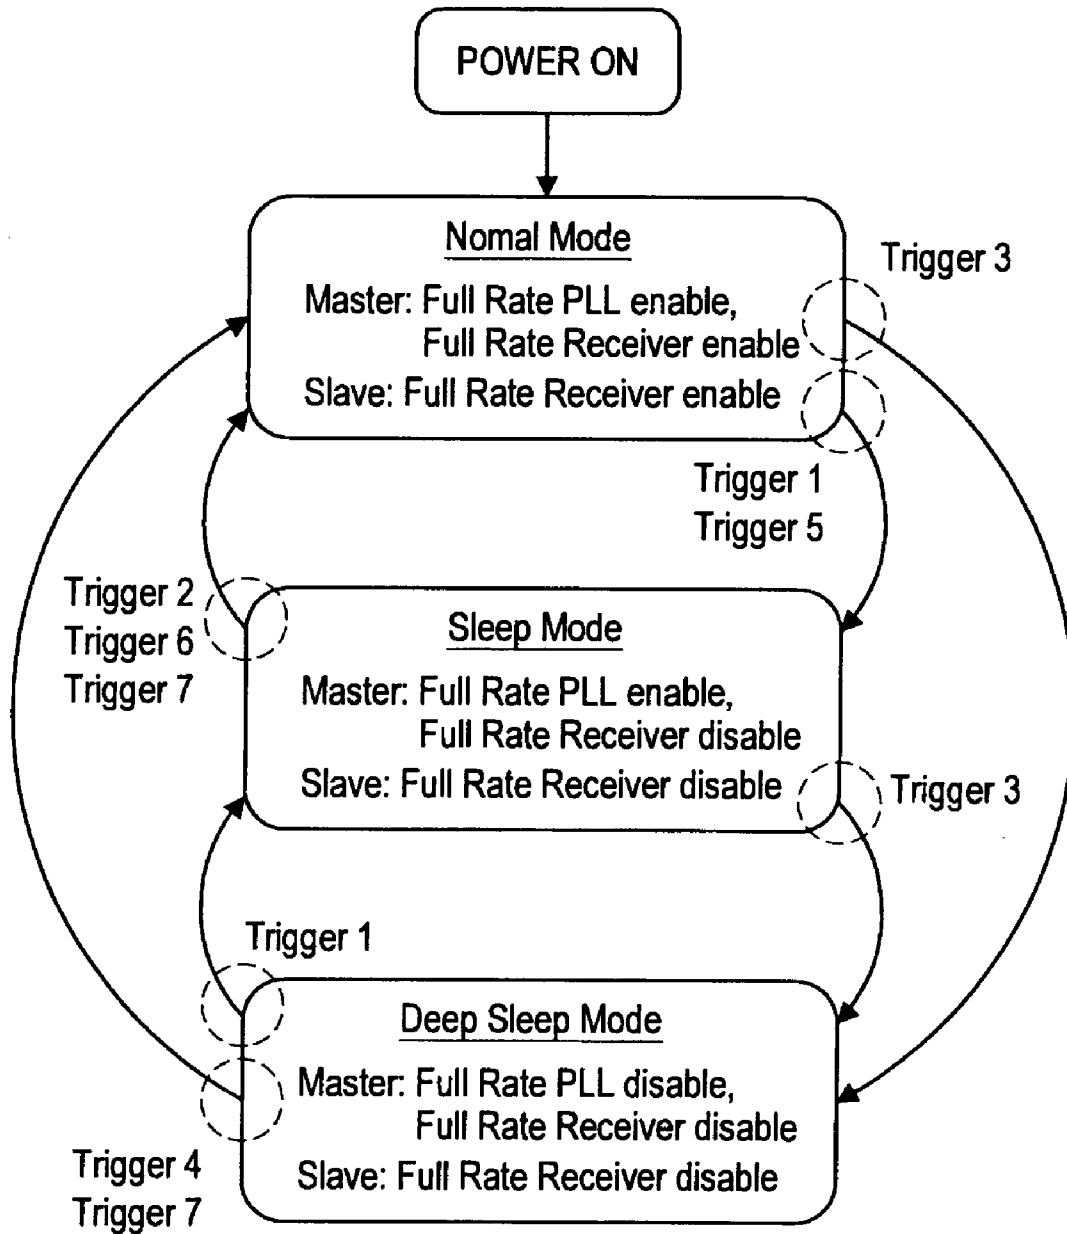 POWER ON
Nomal Mode
Master: Full Rate PLL enable,
Full Rate Receiver enable
Slave: Full Rate Receiver enable
Trigger 3
Trigger 1
Trigger 5
Trigger 2
Trigger 6
Trigger 7
Sleep Mode
Master: Full Rate PLL enable,
Full Rate Receiver disable
Slave: Full Rate Receiver disable
Trigger 3
Trigger 1
Deep Sleep Mode
Master: Full Rate PLL disable,
Full Rate Receiver disable
Slave: Full Rate Receiver disable
Trigger 4
Trigger 7